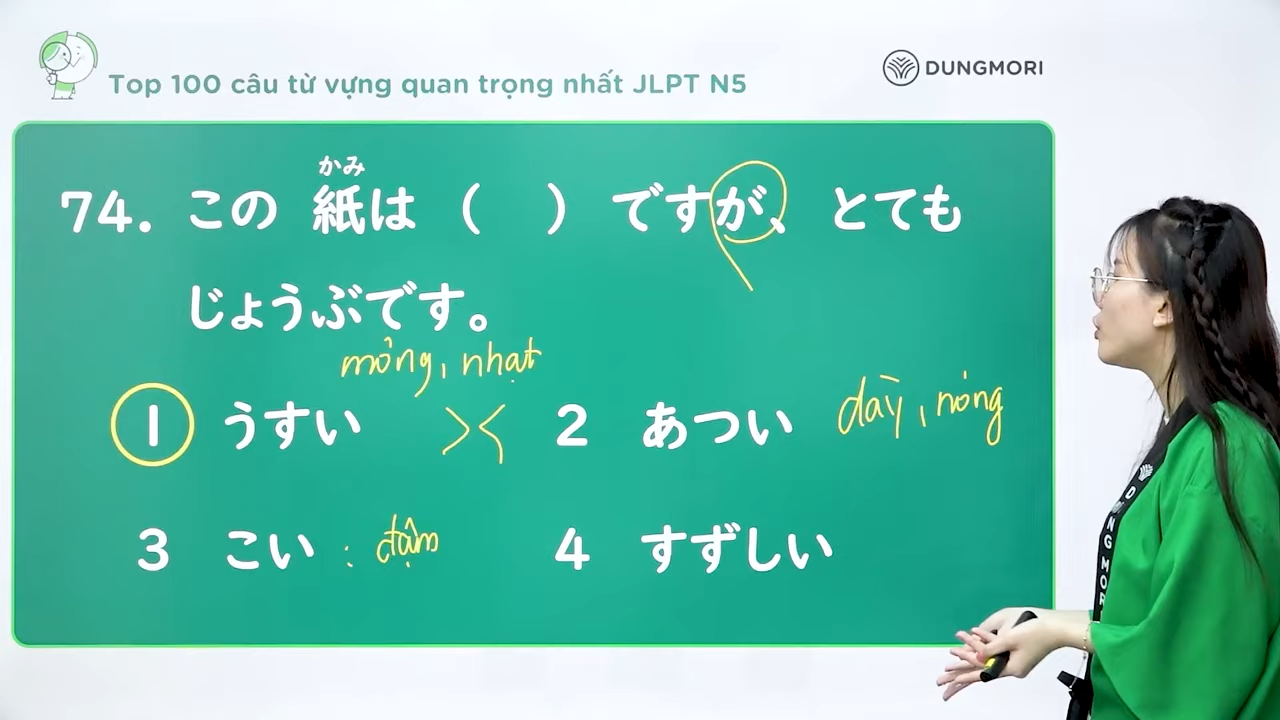 Top 100 câu từ vựng quan trọng nhất JLPT N5
DUNGMORI
かみ
74. この 紙は ( ) ですが、 とても
じょうぶです。
mỏng, nhạt
1 うすい >< 2 あつい dày, nóng
3 こい : đậm 4 すずしい
DUNG MOR